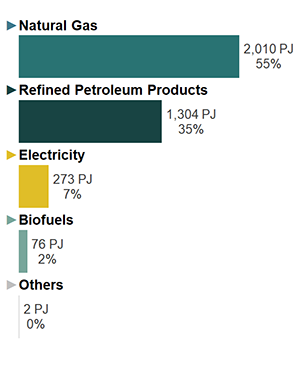 Natural Gas
2,010 PJ
55%
Refined Petroleum Products
1,304 PJ
35%
Electricity
273 PJ
7%
Biofuels
76 PJ
2%
Others
2 PJ
0%